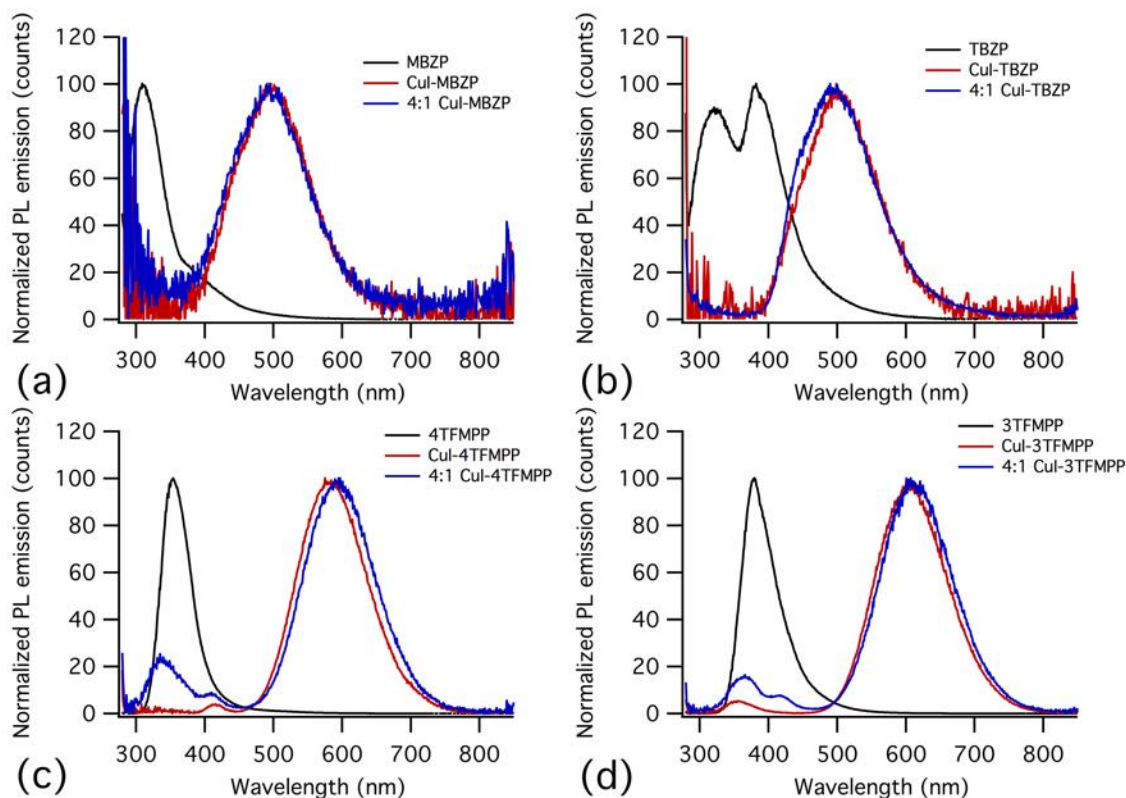 120
100
80
60
40
20
0
Normalized PL emission (counts)
MBZP
CuI-MBZP
4:1 CuI-MBZP
300 400 500 600 700 800
Wavelength (nm)
(a)
120
100
80
60
40
20
0
Normalized PL emission (counts)
TBZP
CuI-TBZP
4:1 CuI-TBZP
300 400 500 600 700 800
Wavelength (nm)
(b)
120
100
80
60
40
20
0
Normalized PL emission (counts)
4TFMPP
CuI-4TFMPP
4:1 CuI-4TFMPP
300 400 500 600 700 800
Wavelength (nm)
(c)
120
100
80
60
40
20
0
Normalized PL emission (counts)
3TFMPP
CuI-3TFMPP
4:1 CuI-3TFMPP
300 400 500 600 700 800
Wavelength (nm)
(d)